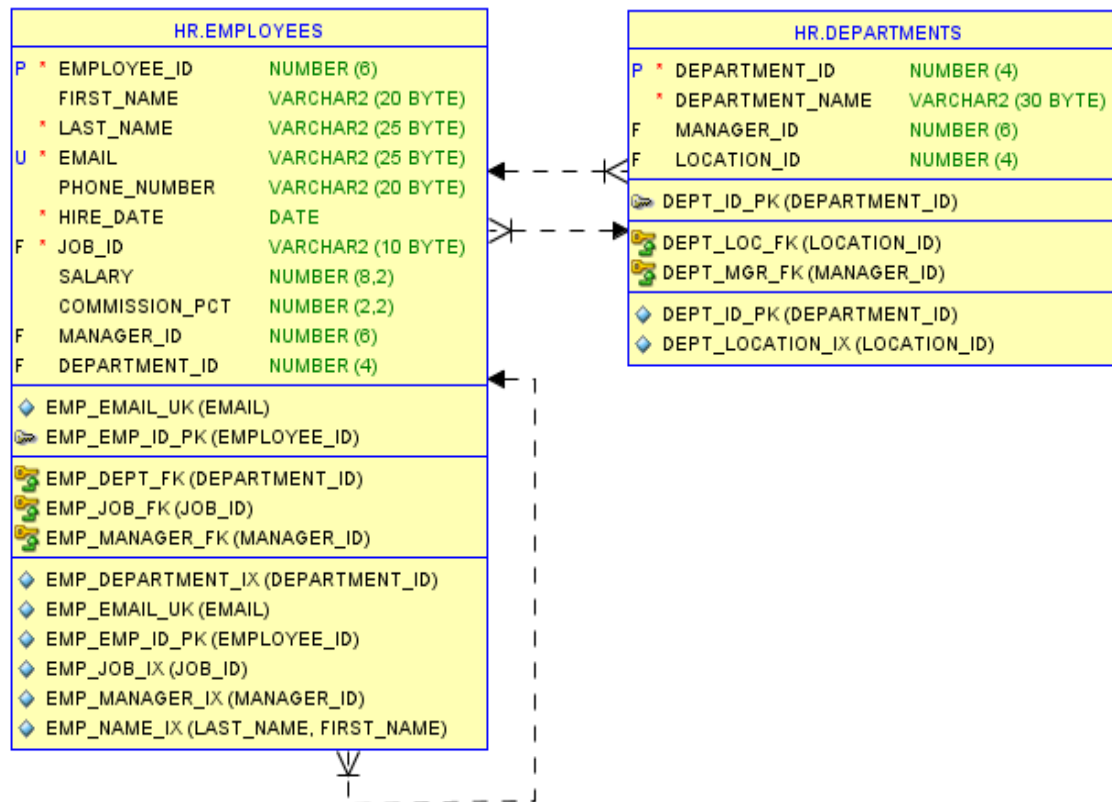 HR.EMPLOYEES
P * EMPLOYEE_ID NUMBER (6)
FIRST_NAME VARCHAR2 (20 BYTE)
* LAST_NAME VARCHAR2 (25 BYTE)
U * EMAIL VARCHAR2 (25 BYTE)
PHONE_NUMBER VARCHAR2 (20 BYTE)
* HIRE_DATE DATE
F * JOB_ID VARCHAR2 (10 BYTE)
SALARY NUMBER (8,2)
COMMISSION_PCT NUMBER (2,2)
F MANAGER_ID NUMBER (6)
F DEPARTMENT_ID NUMBER (4)
EMP_EMAIL_UK (EMAIL)
EMP_EMP_ID_PK (EMPLOYEE_ID)
EMP_DEPT_FK (DEPARTMENT_ID)
EMP_JOB_FK (JOB_ID)
EMP_MANAGER_FK (MANAGER_ID)
EMP_DEPARTMENT_IX (DEPARTMENT_ID)
EMP_EMAIL_UK (EMAIL)
EMP_EMP_ID_PK (EMPLOYEE_ID)
EMP_JOB_IX (JOB_ID)
EMP_MANAGER_IX (MANAGER_ID)
EMP_NAME_IX (LAST_NAME, FIRST_NAME)
HR.DEPARTMENTS
P * DEPARTMENT_ID NUMBER (4)
* DEPARTMENT_NAME VARCHAR2 (30 BYTE)
F MANAGER_ID NUMBER (6)
F LOCATION_ID NUMBER (4)
DEPT_ID_PK (DEPARTMENT_ID)
DEPT_LOC_FK (LOCATION_ID)
DEPT_MGR_FK (MANAGER_ID)
DEPT_ID_PK (DEPARTMENT_ID)
DEPT_LOCATION_IX (LOCATION_ID)